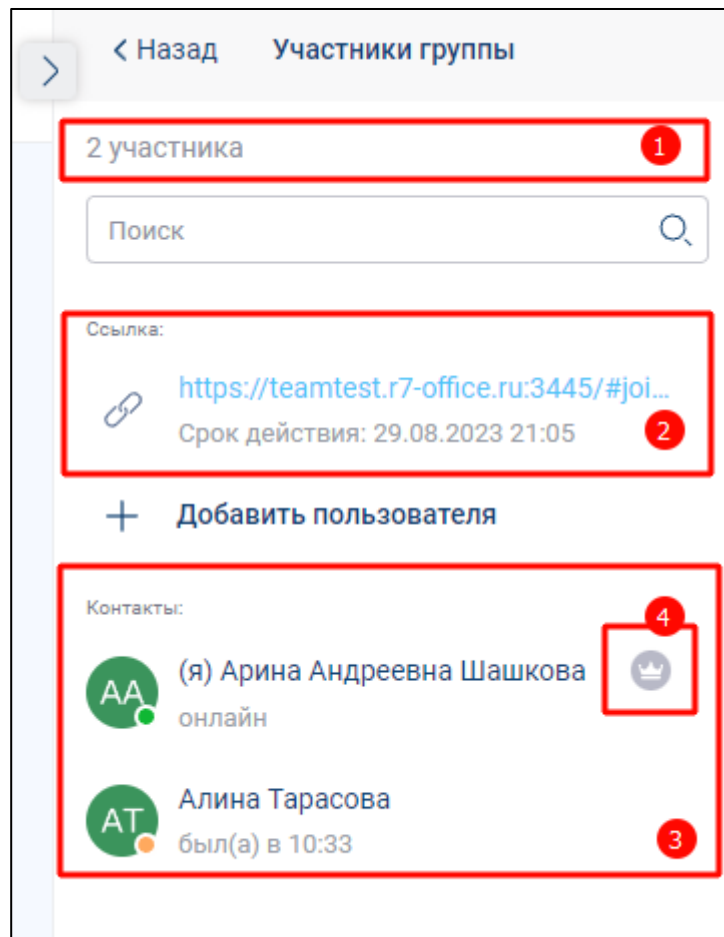 Назад Участники группы
2 участника 1
Поиск
Ссылка:
https://teamtest.r7-office.ru:3445/#joi...
Срок действия: 29.08.2023 21:05 2
Добавить пользователя
Контакты: 4
АА (я) Арина Андреевна Шашкова
онлайн
АТ Алина Тарасова
был(а) в 10:33 3